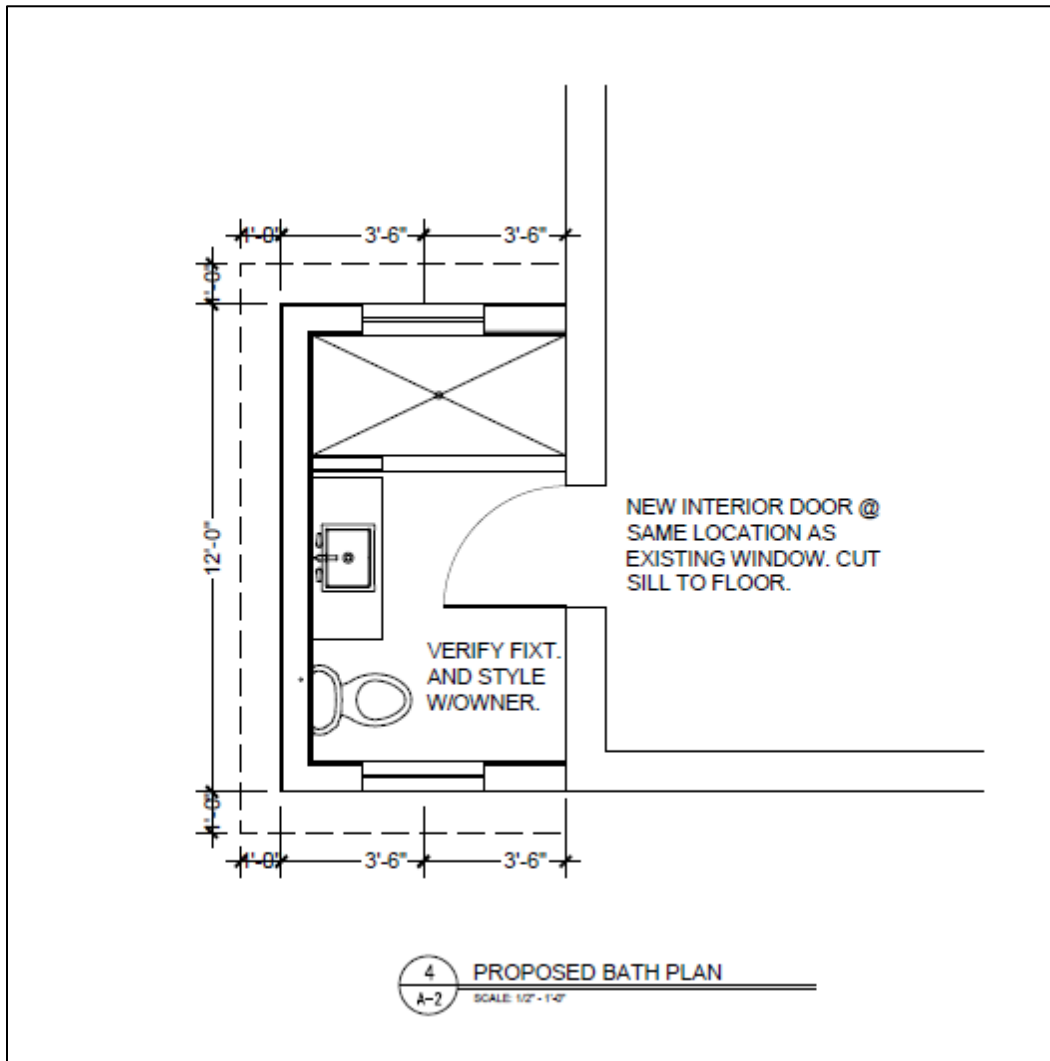 1'-0" 3'-6" 3'-6"
1'-0"
12'-0"
1'-0"
NEW INTERIOR DOOR @
SAME LOCATION AS
EXISTING WINDOW. CUT
SILL TO FLOOR.
VERIFY FIXT.
AND STYLE
W/OWNER.
1'-0" 3'-6" 3'-6"
4
A-2
PROPOSED BATH PLAN
SCALE: 1/2" - 1'-0"